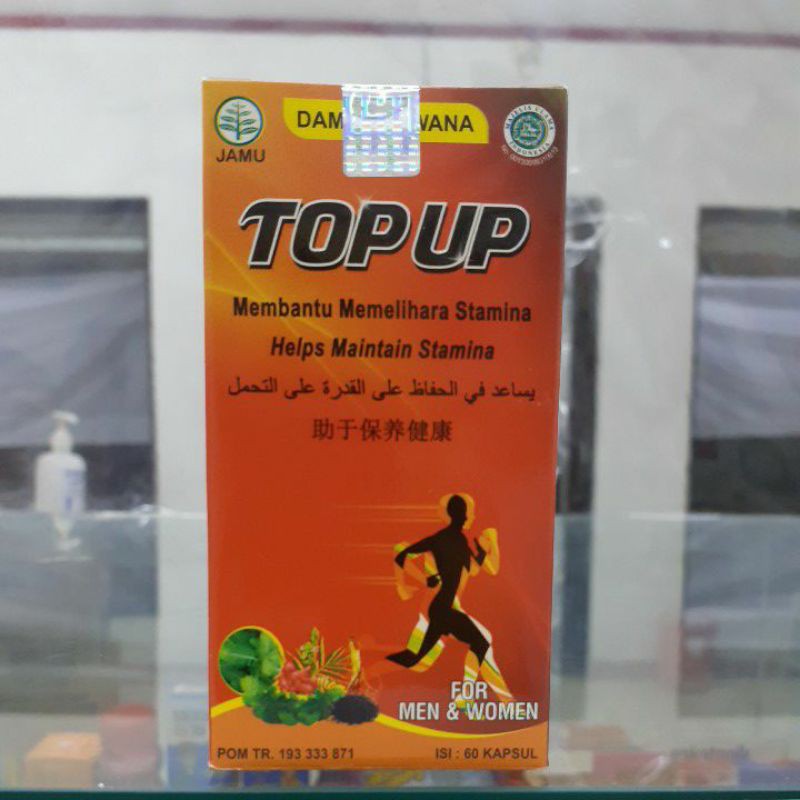 JAMU
TOP UP
Membantu Memelihara Stamina
Helps Maintain Stamina
يساعد في الحفاظ على القدرة على التحمل
助于保养健康
FOR
MEN & WOMEN
POM TR. 193 333 871
ISI : 60 KAPSUL